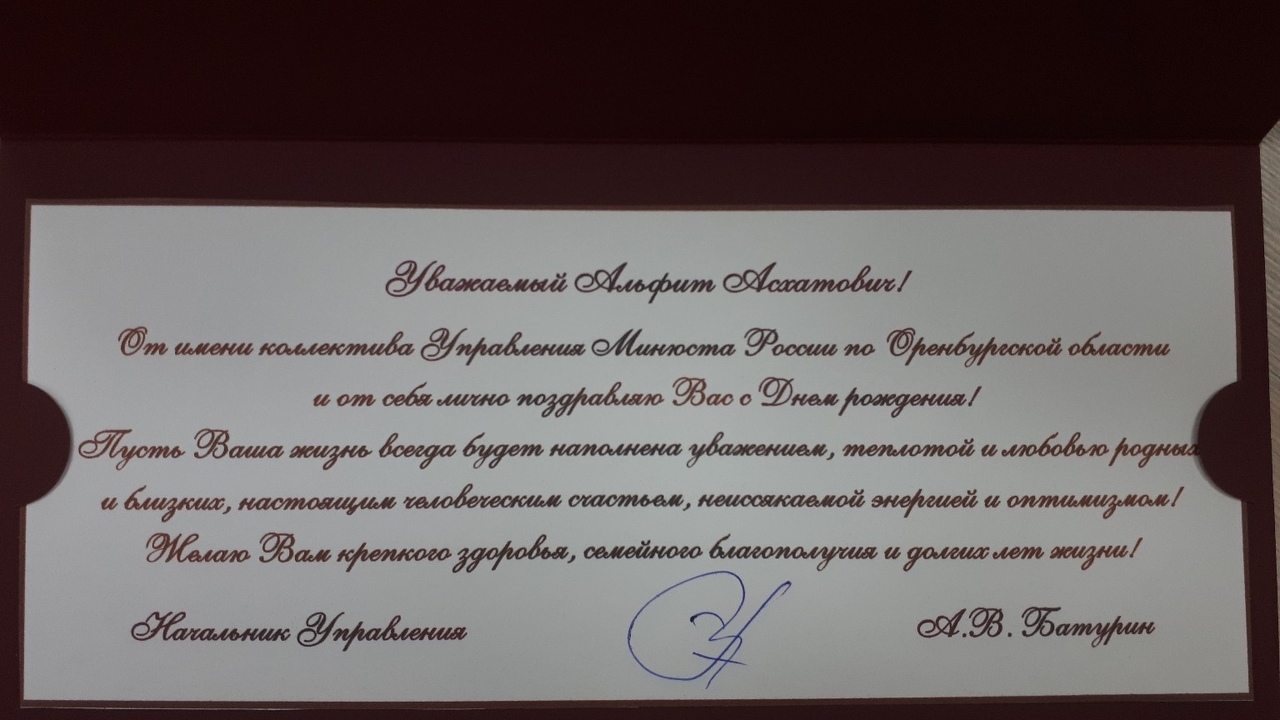 Уважаемый Альфит Асхатович!
От имени коллектива Управления Минюста России по Оренбургской области
и от себя лично поздравляю Вас с Днем рождения!
Пусть Ваша жизнь всегда будет наполнена уважением, теплотой и любовью родных
и близких, настоящим человеческим счастьем, неиссякаемой энергией и оптимизмом!
Желаю Вам крепкого здоровья, семейного благополучия и долгих лет жизни!
Начальник Управления А.В. Батурин